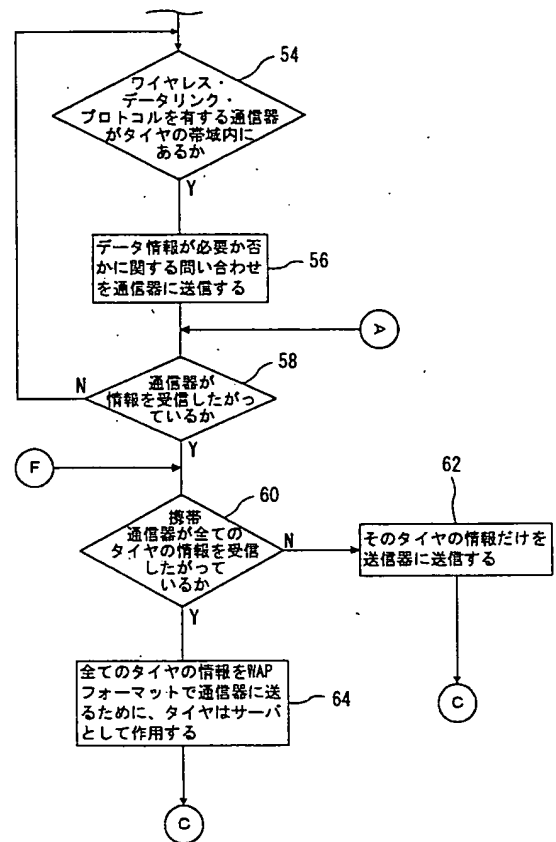 54
ワイヤレス・
データリンク・
プロトコルを有する通信器
がタイヤの帯域内に
あるか
Y
データ情報が必要か否
かに関する問い合わせ
を通信器に送信する
56
A
58
N
通信器が
情報を受信したがっ
ているか
Y
F
60
携帯
通信器が全ての
タイヤの情報を受信
したがって
いるか
N
62
そのタイヤの情報だけを
送信器に送信する
Y
全てのタイヤの情報をWAP
フォーマットで通信器に送
るために、タイヤはサーバ
として作用する
64
C
C